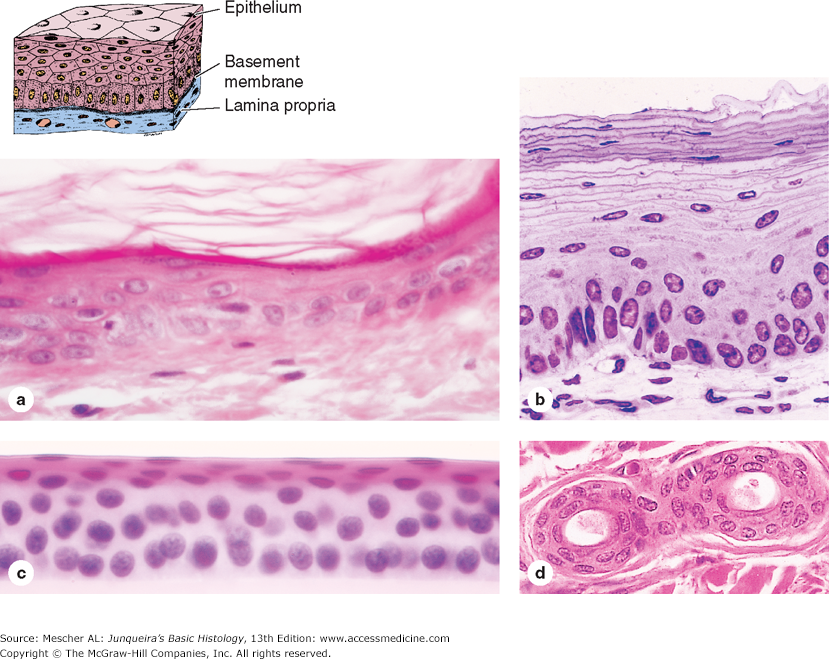 Epithelium
Basement
membrane
Lamina propria
a
b
c
d
Source: Mescher AL: Junqueira's Basic Histology, 13th Edition: www.accessmedicine.com
Copyright © The McGraw-Hill Companies, Inc. All rights reserved.